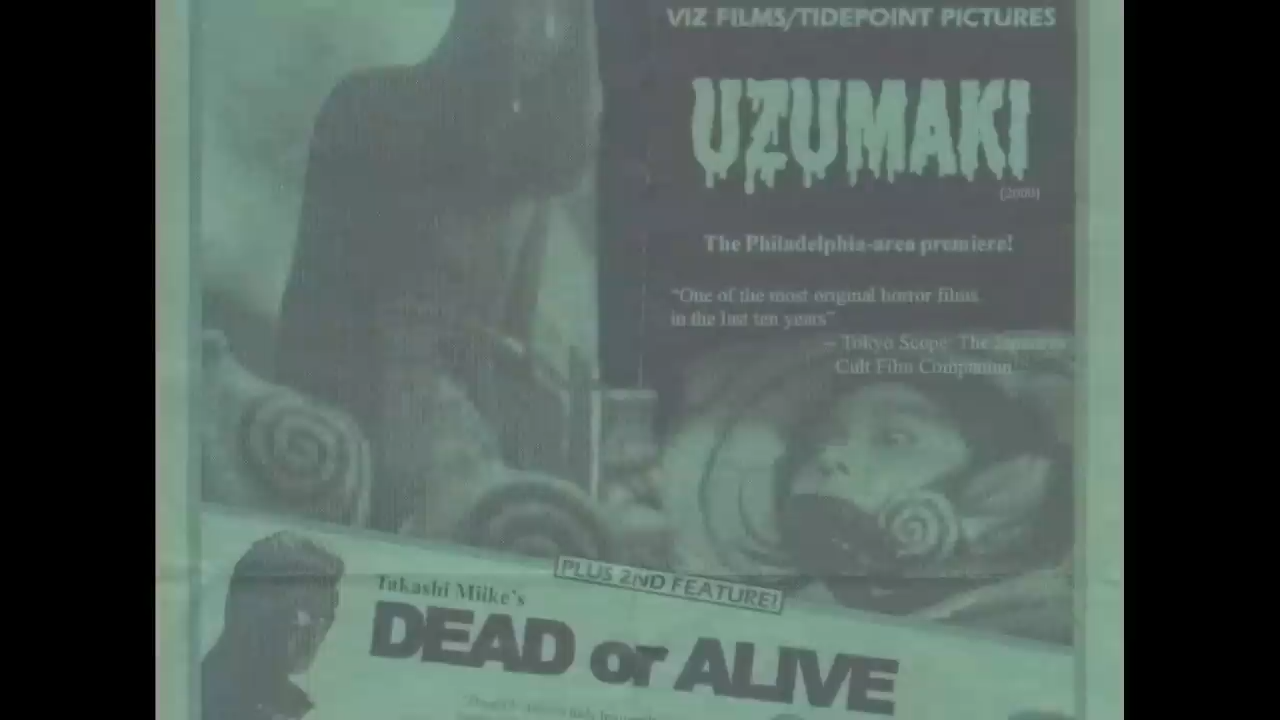 VIZ FILMS/TIDEPOINT PICTURES
UZUMAKI
(2000)
The Philadelphia-area premiere!
"One of the most original horror films
in the last ten years"
– Tokyo Scope: The Japanese
Cult Film Companion
PLUS 2ND FEATURE!
Takashi Miike's
DEAD or ALIVE